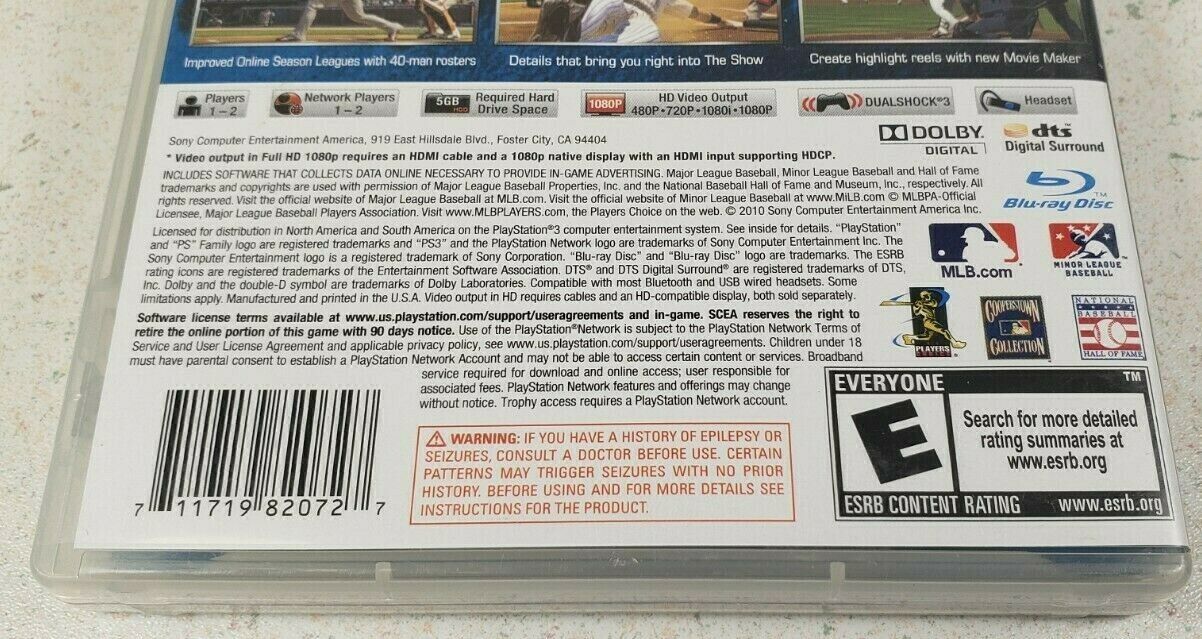 Improved Online Season Leagues with 40-man rosters
Details that bring you right into The Show
Create highlight reels with new Movie Maker
Players
1 – 2
Network Players
1 – 2
5GB
HDD
Required Hard
Drive Space
1080P
HD Video Output
480P•720P•1080i•1080P
DUALSHOCK®3
Headset
Sony Computer Entertainment America, 919 East Hillsdale Blvd., Foster City, CA 94404
* Video output in Full HD 1080p requires an HDMI cable and a 1080p native display with an HDMI input supporting HDCP.
INCLUDES SOFTWARE THAT COLLECTS DATA ONLINE NECESSARY TO PROVIDE IN-GAME ADVERTISING. Major League Baseball, Minor League Baseball and Hall of Fame
trademarks and copyrights are used with permission of Major League Baseball Properties, Inc. and the National Baseball Hall of Fame and Museum, Inc., respectively. All
rights reserved. Visit the official website of Major League Baseball at MLB.com. Visit the official website of Minor League Baseball at www.MiLB.com © MLBPA-Official
Licensee, Major League Baseball Players Association. Visit www.MLBPLAYERS.com, the Players Choice on the web. © 2010 Sony Computer Entertainment America Inc.
Licensed for distribution in North America and South America on the PlayStation®3 computer entertainment system. See inside for details. "PlayStation"
and "PS" Family logo are registered trademarks and "PS3" and the PlayStation Network logo are trademarks of Sony Computer Entertainment Inc. The
Sony Computer Entertainment logo is a registered trademark of Sony Corporation. "Blu-ray Disc" and "Blu-ray Disc" logo are trademarks. The ESRB
rating icons are registered trademarks of the Entertainment Software Association. DTS® and DTS Digital Surround® are registered trademarks of DTS,
Inc. Dolby and the double-D symbol are trademarks of Dolby Laboratories. Compatible with most Bluetooth and USB wired headsets. Some
limitations apply. Manufactured and printed in the U.S.A. Video output in HD requires cables and an HD-compatible display, both sold separately.
Software license terms available at www.us.playstation.com/support/useragreements and in-game. SCEA reserves the right to
retire the online portion of this game with 90 days notice. Use of the PlayStation®Network is subject to the PlayStation Network Terms of
Service and User License Agreement and applicable privacy policy, see www.us.playstation.com/support/useragreements. Children under 18
must have parental consent to establish a PlayStation Network Account and may not be able to access certain content or services. Broadband
service required for download and online access; user responsible for
associated fees. PlayStation Network features and offerings may change
without notice. Trophy access requires a PlayStation Network account.
DOLBY
DIGITAL
dts
Digital Surround
Blu-ray Disc™
MLB.com
MINOR LEAGUE
BASEBALL™
PLAYERS
CHOICE
COOPERSTOWN
COLLECTION
NATIONAL
BASEBALL
HALL OF FAME
WARNING: IF YOU HAVE A HISTORY OF EPILEPSY OR
SEIZURES, CONSULT A DOCTOR BEFORE USE. CERTAIN
PATTERNS MAY TRIGGER SEIZURES WITH NO PRIOR
HISTORY. BEFORE USING AND FOR MORE DETAILS SEE
INSTRUCTIONS FOR THE PRODUCT.
7 11719 82072 7
EVERYONE ™
E
Search for more detailed
rating summaries at
www.esrb.org
ESRB CONTENT RATING www.esrb.org